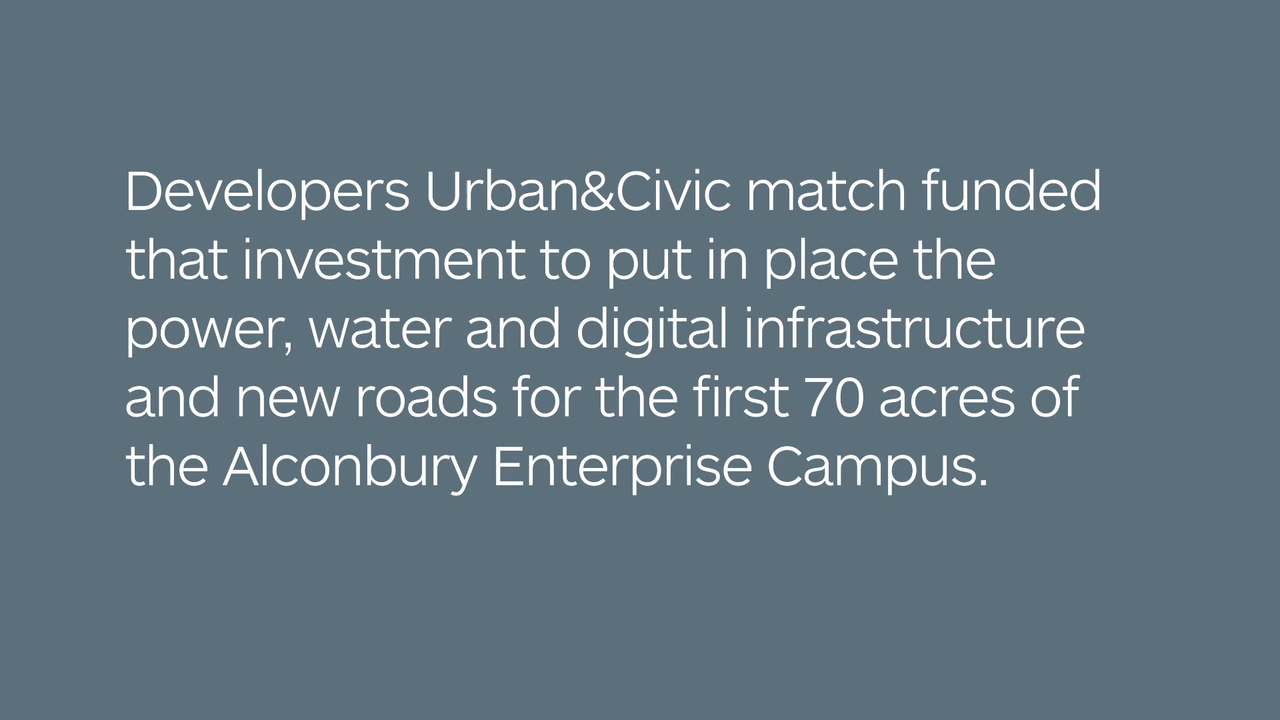 Developers Urban&Civic match funded
that investment to put in place the
power, water and digital infrastructure
and new roads for the first 70 acres of
the Alconbury Enterprise Campus.